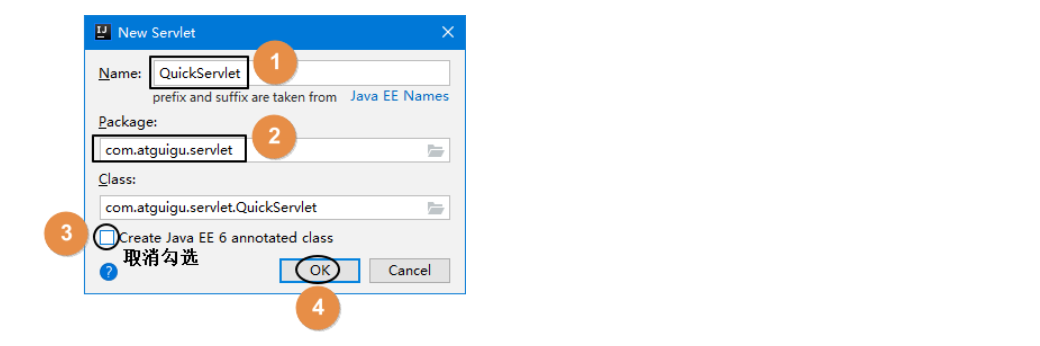 New Servlet
1
Name: QuickServlet
prefix and suffix are taken from Java EE Names
Package:
2
com.atguigu.servlet
Class:
com.atguigu.servlet.QuickServlet
3
Create Java EE 6 annotated class
取消勾选
? OK Cancel
4